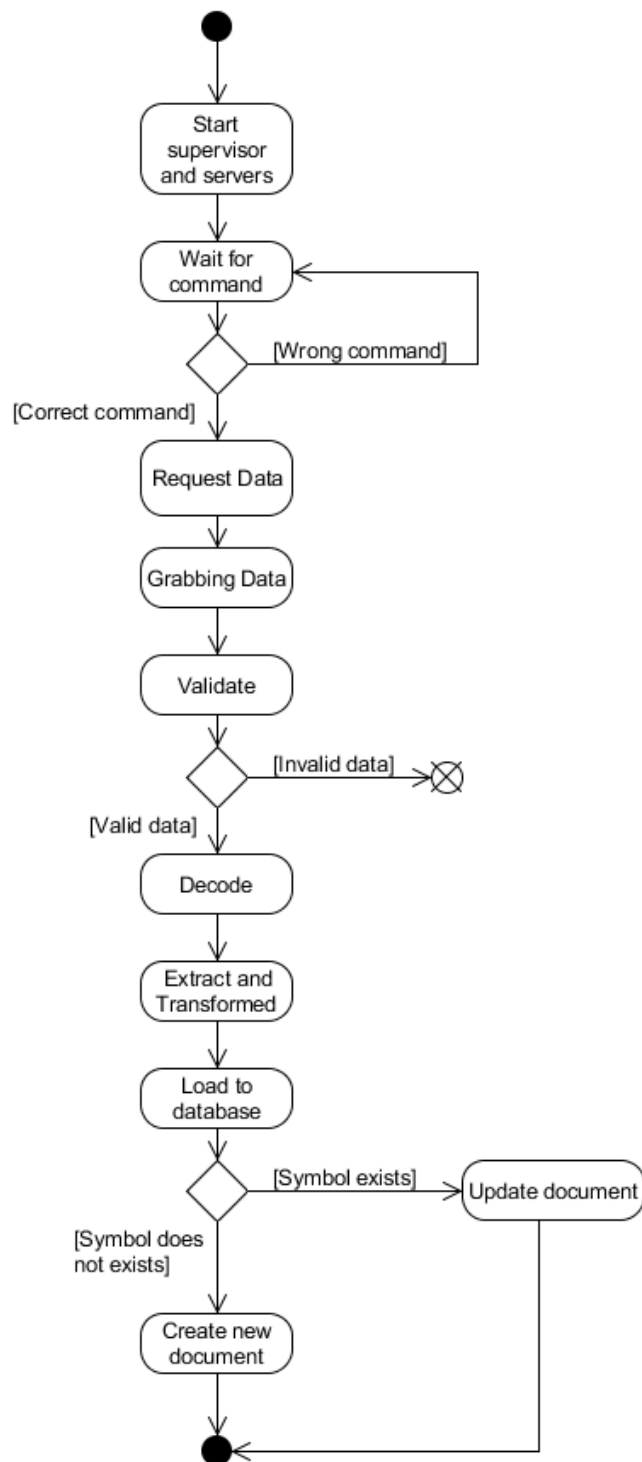 Start
supervisor
and servers
Wait for
command
[Wrong command]
[Correct command]
Request Data
Grabbing Data
Validate
[Invalid data]
[Valid data]
Decode
Extract and
Transformed
Load to
database
[Symbol exists]
Update document
[Symbol does
not exists]
Create new
document